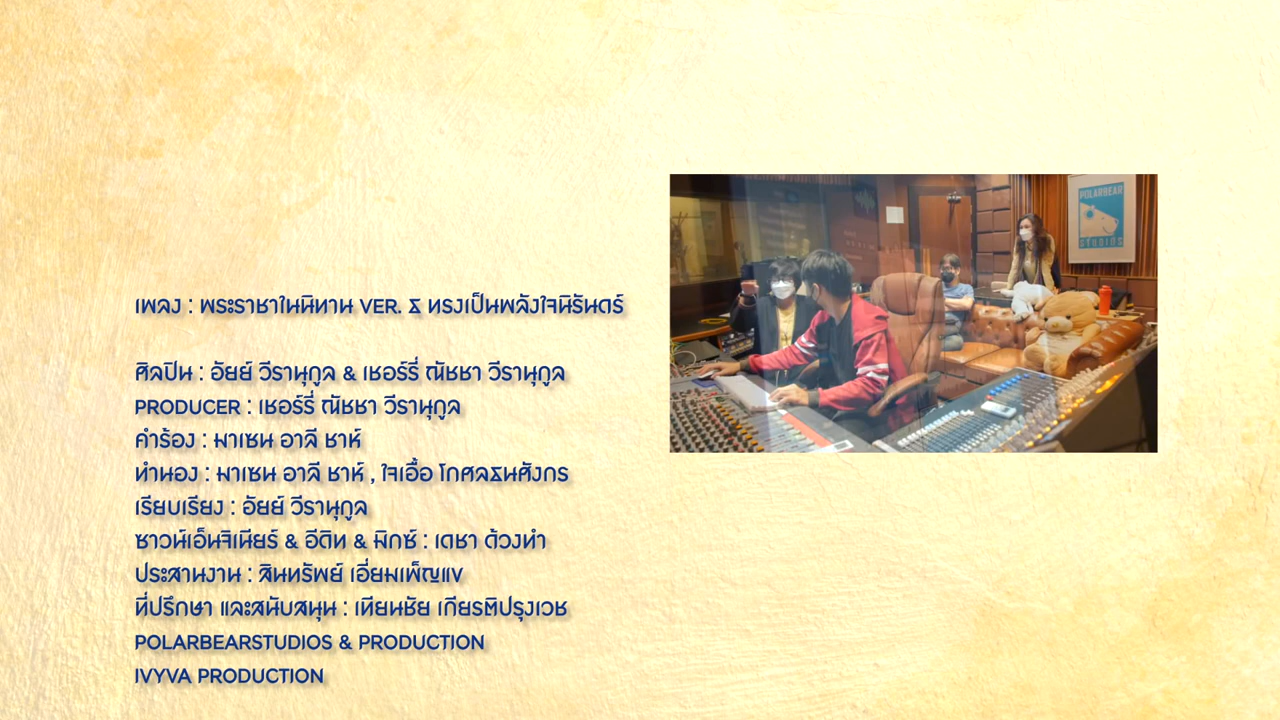 เพลง : พระราชาในนิทาน VER. ธ ทรงเป็นพลังใจนิรันดร์
ศิลปิน : อัยย์ วีรานุกูล & เชอร์รี่ ณัชชา วีรานุกูล
PRODUCER : เชอร์รี่ ณัชชา วีรานุกูล
คำร้อง : มาเซน อาลี ชาห์
ทำนอง : มาเซน อาลี ชาห์ , ใจเอื้อ โกศลธนศังกร
เรียบเรียง : อัยย์ วีรานุกูล
ซาวน์เอ็นจิเนียร์ & อีดิท & มิกซ์ : เดชา ด้วงทำ
ประสานงาน : สินทรัพย์ เอี่ยมเพ็ญแข
ที่ปรึกษา และสนับสนุน : เทียนชัย เกียรติปรุงเวช
POLARBEARSTUDIOS & PRODUCTION
IVYVA PRODUCTION
POLARBEAR
STUDIOS